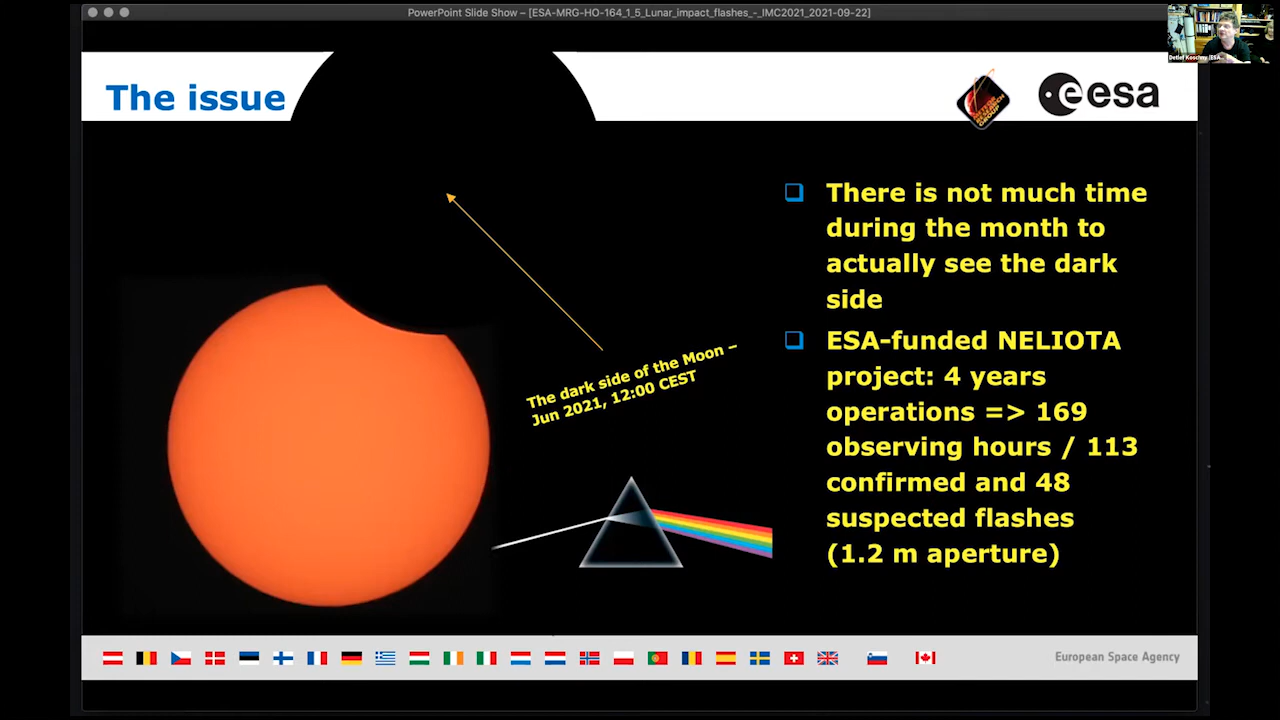 PowerPoint Slide Show – [ESA-MRG-HO-164_1_5_Lunar_impact_flashes_-_IMC2021_2021-09-22]
The issue
METEOR
RESEARCH
GROUP
esa
There is not much time
during the month to
actually see the dark
side
ESA-funded NELIOTA
project: 4 years
operations => 169
observing hours / 113
confirmed and 48
suspected flashes
(1.2 m aperture)
The dark side of the Moon –
Jun 2021, 12:00 CEST
European Space Agency